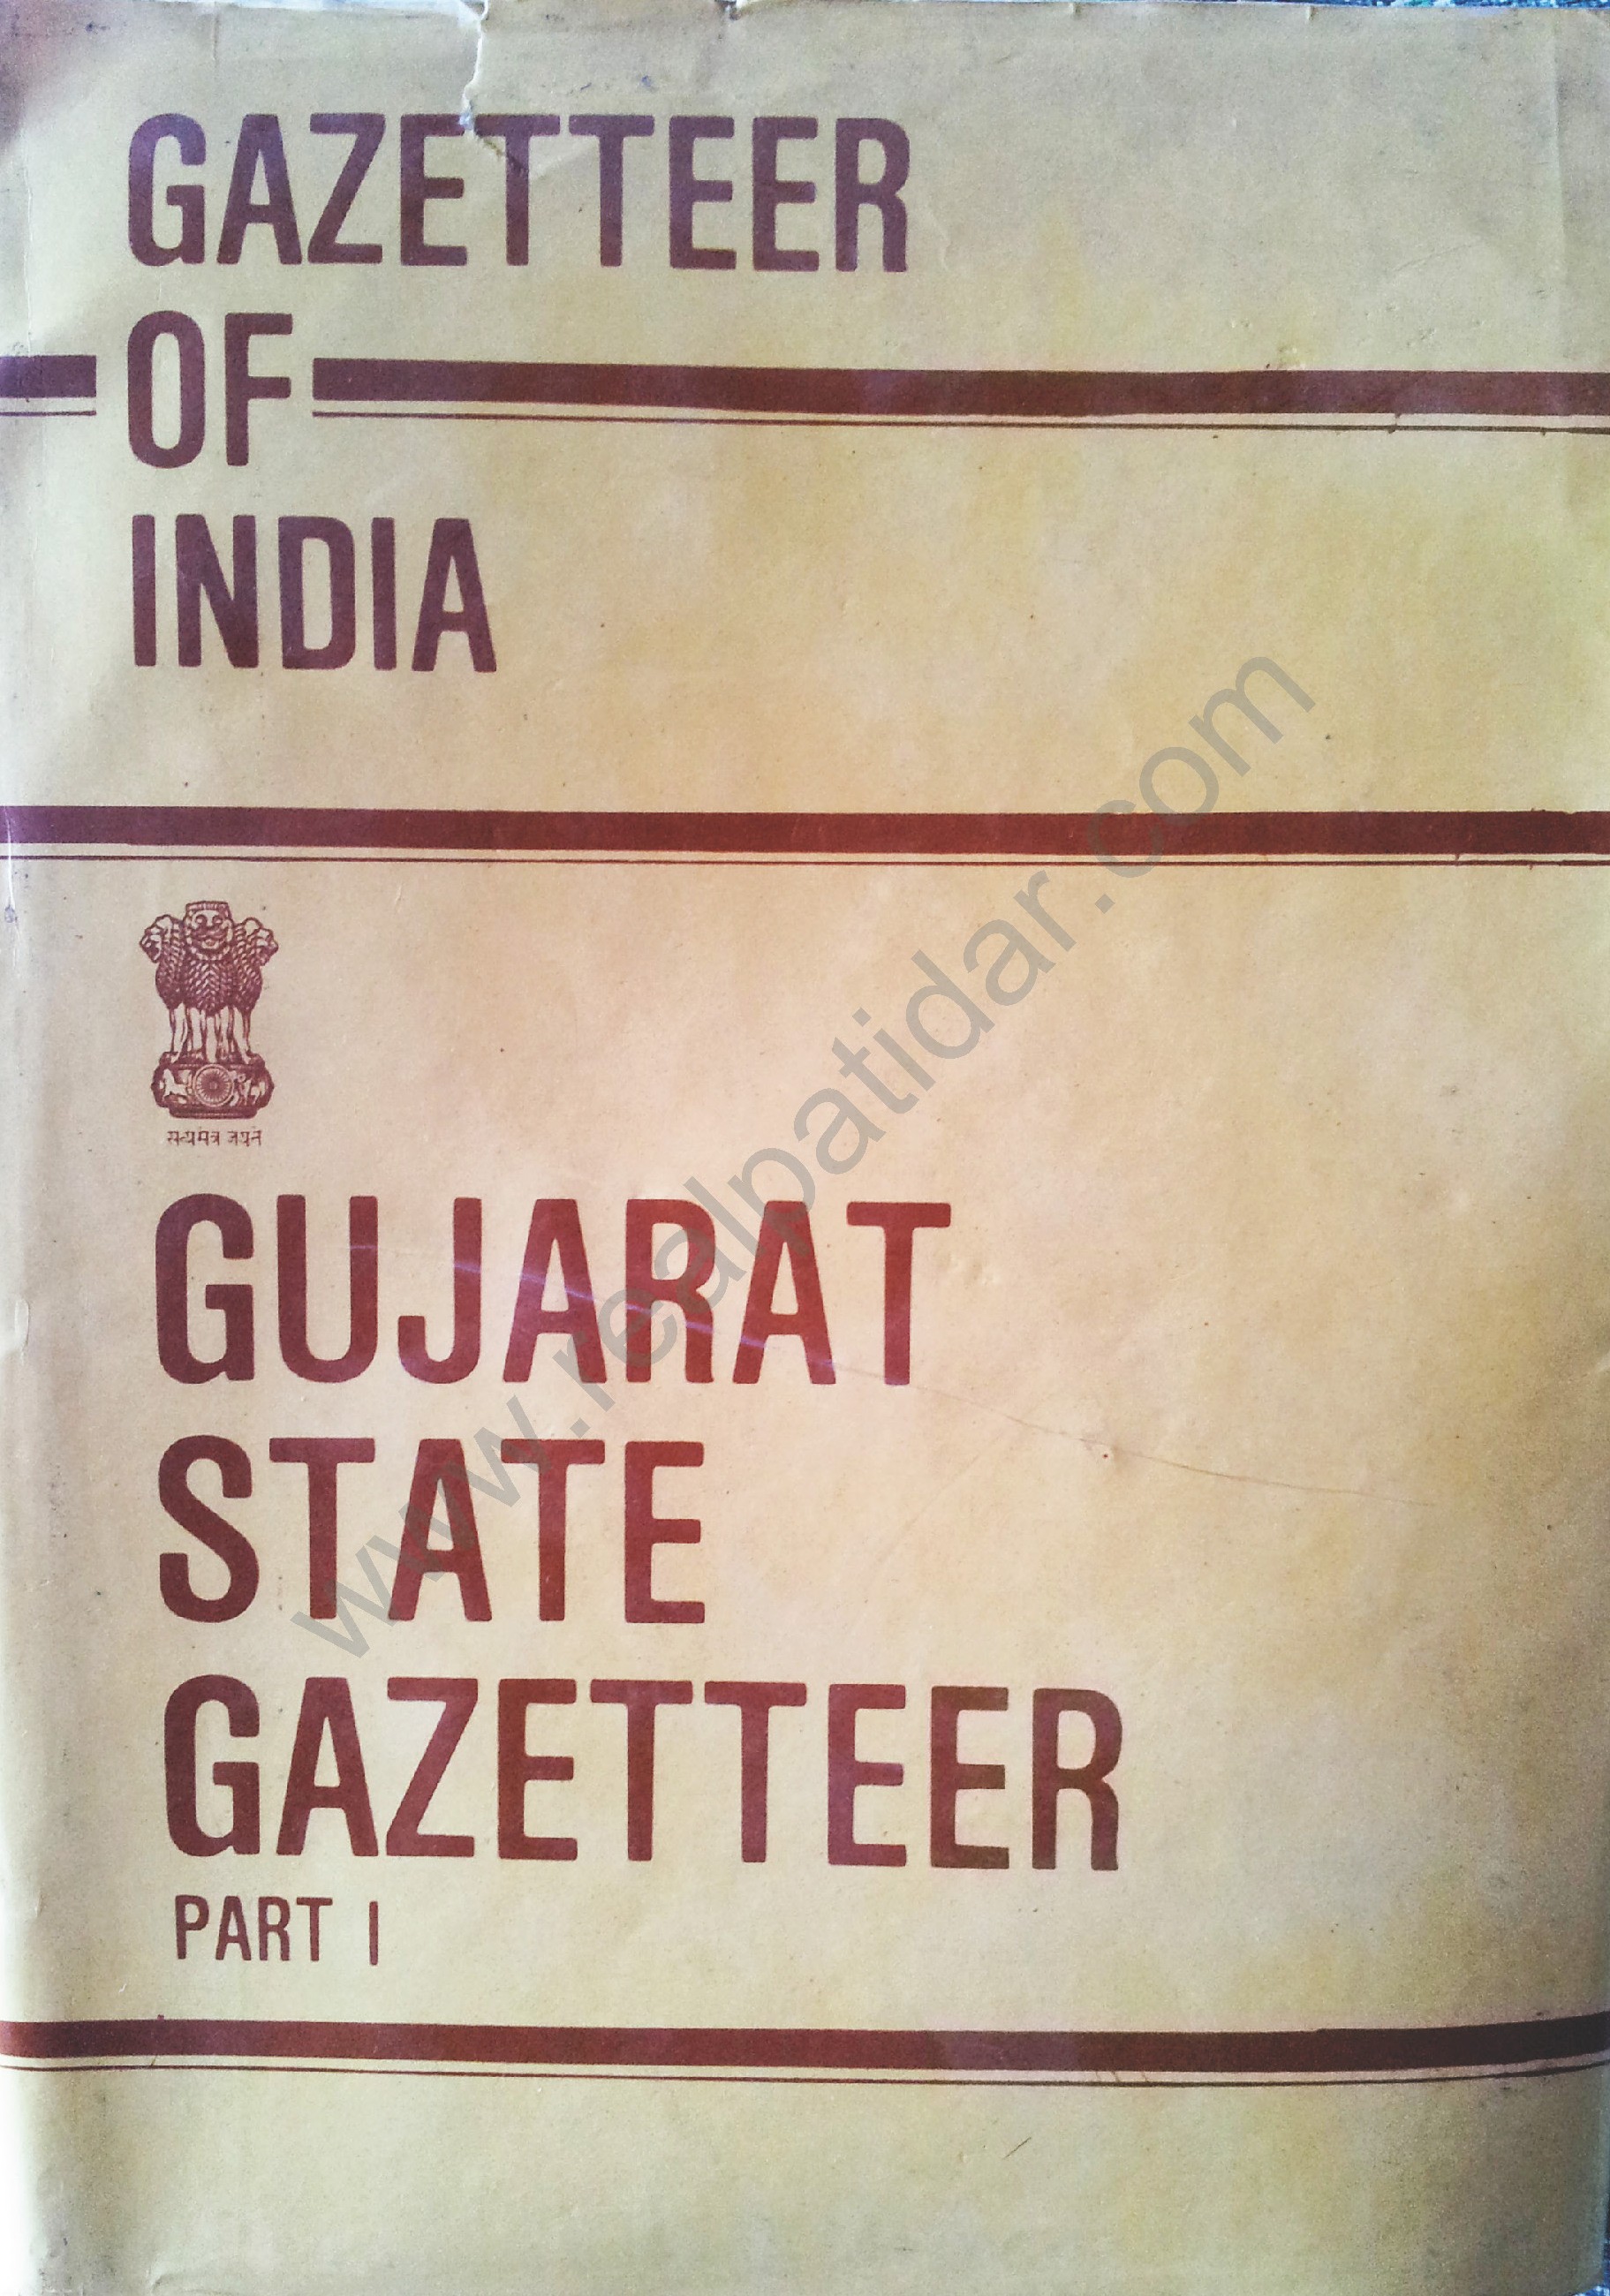 GAZETTEER
OF
INDIA
सत्यमेव जयते
GUJARAT
STATE
GAZETTEER
PART I
www.realpatidar.com